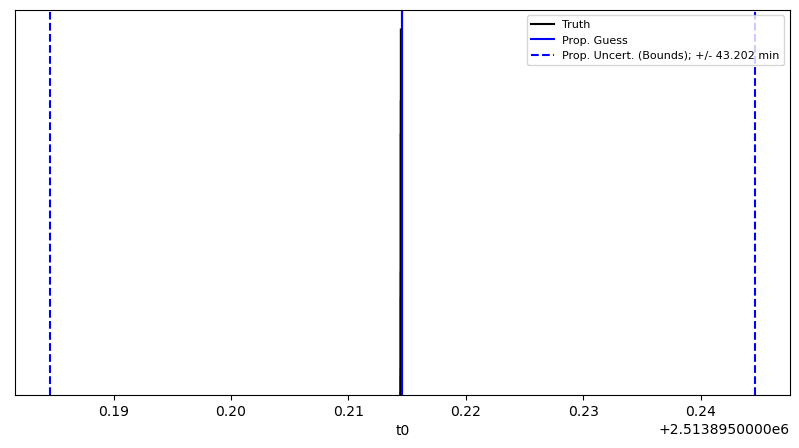 Truth
Prop. Guess
Prop. Uncert. (Bounds); +/- 43.202 min
0.19 0.20 0.21 0.22 0.23 0.24
t0
+2.5138950000e6